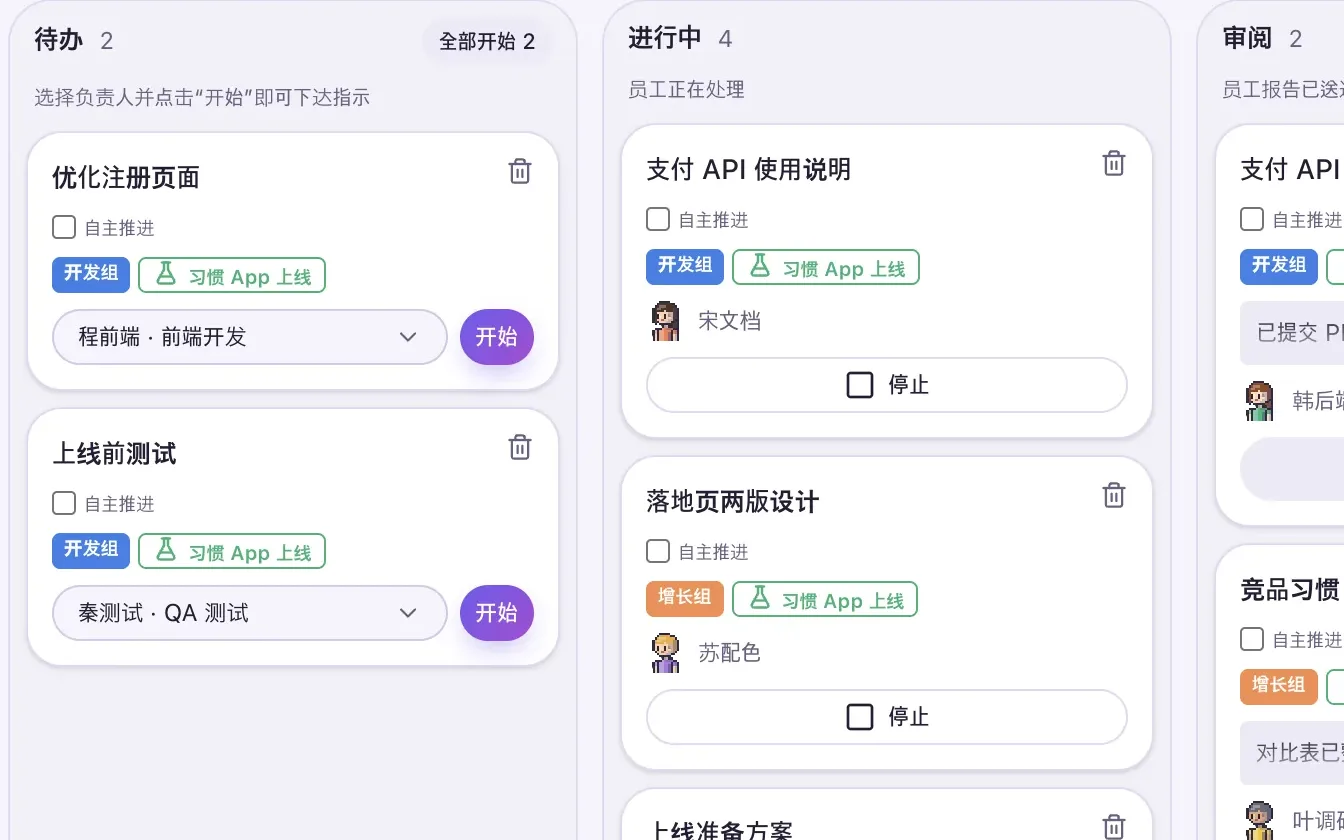 待办 2
全部开始 2
选择负责人并点击“开始”即可下达指示
优化注册页面
自主推进
开发组
习惯 App 上线
程前端 · 前端开发
开始
上线前测试
自主推进
开发组
习惯 App 上线
秦测试 · QA 测试
开始
进行中 4
员工正在处理
支付 API 使用说明
自主推进
开发组
习惯 App 上线
宋文档
停止
落地页两版设计
自主推进
增长组
习惯 App 上线
苏配色
停止
上线准备方案
审阅 2
员工报告已送
支付 API
自主推进
开发组
已提交
韩后
竞品习惯
自主推进
增长组
对比表已
叶调